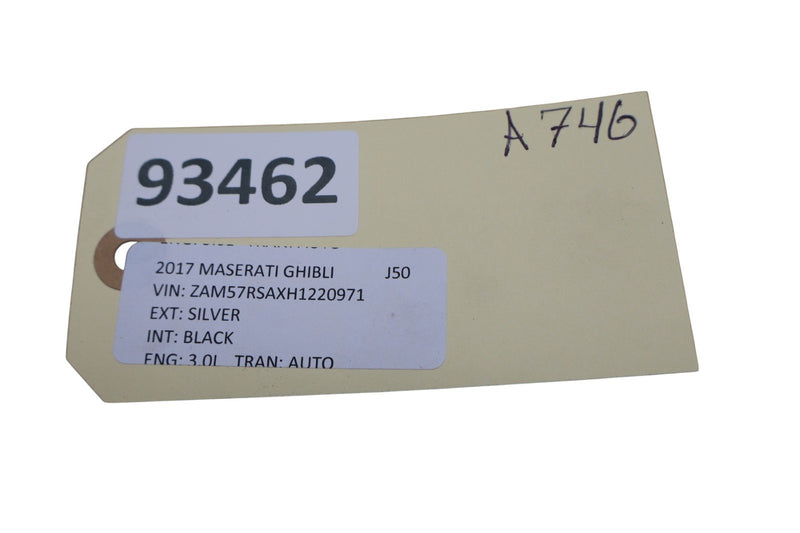 A746
93462
2017 MASERATI GHIBLI J50
VIN: ZAM57RSAXH1220971
EXT: SILVER
INT: BLACK
ENG: 3.0L TRAN: AUTO